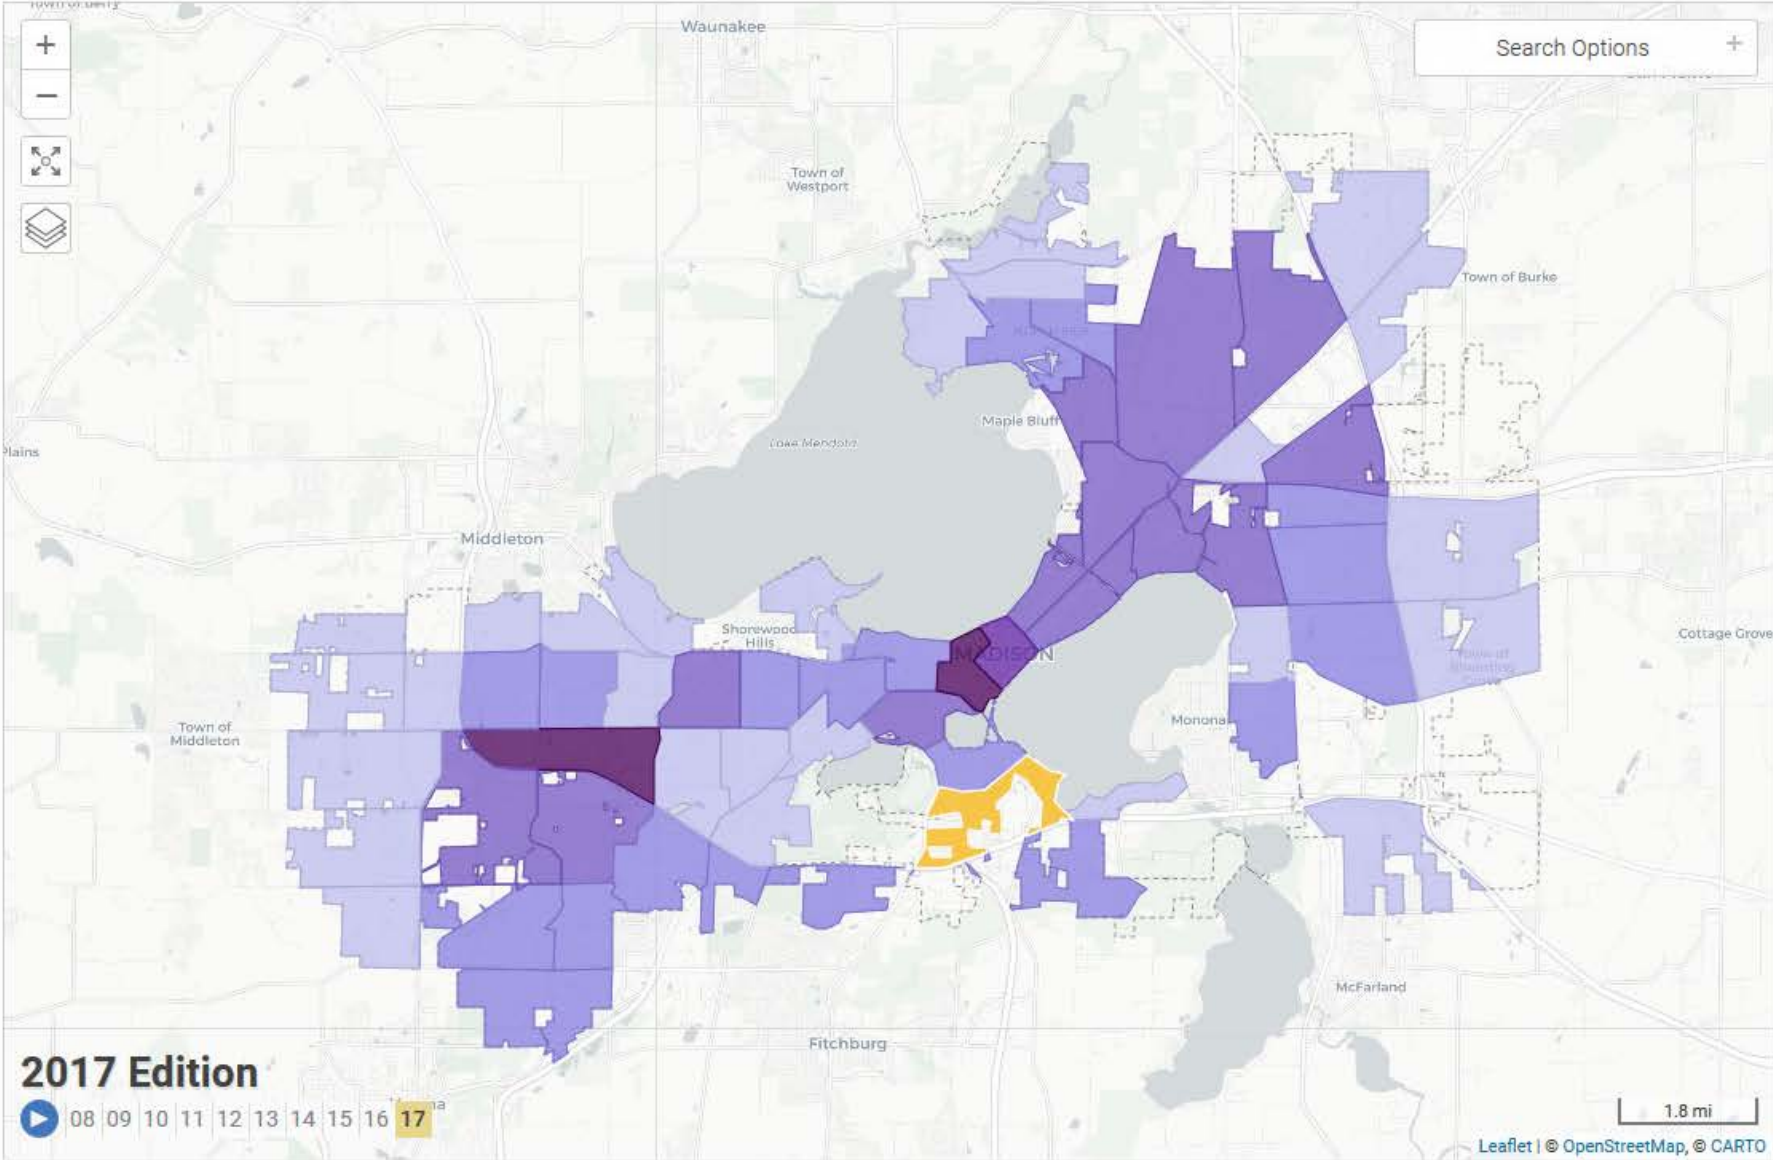 Waunakee
+
−
Search Options
+
Town of
Westport
Town of Burke
Maple Bluff
Lake Mendota
Plains
Middleton
Shorewood
Hills
MADISON
Cottage Grove
Town of
Middleton
Monona
McFarland
Fitchburg
2017 Edition
08 09 10 11 12 13 14 15 16 17
1.8 mi
Leaflet | © OpenStreetMap, © CARTO